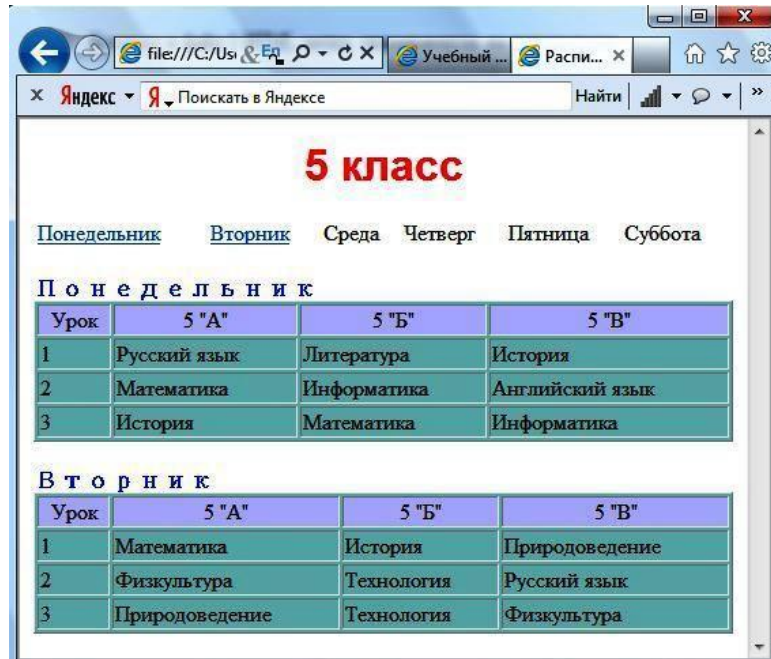 file:///C:/Us Учебный ... Распи...
Яндекс Я Поискать в Яндексе Найти »
5 класс
Понедельник Вторник Среда Четверг Пятница Суббота
Понедельник
Урок 5 "А" 5 "Б" 5 "В"
1 Русский язык Литература История
2 Математика Информатика Английский язык
3 История Математика Информатика
Вторник
Урок 5 "А" 5 "Б" 5 "В"
1 Математика История Природоведение
2 Физкультура Технология Русский язык
3 Природоведение Технология Физкультура